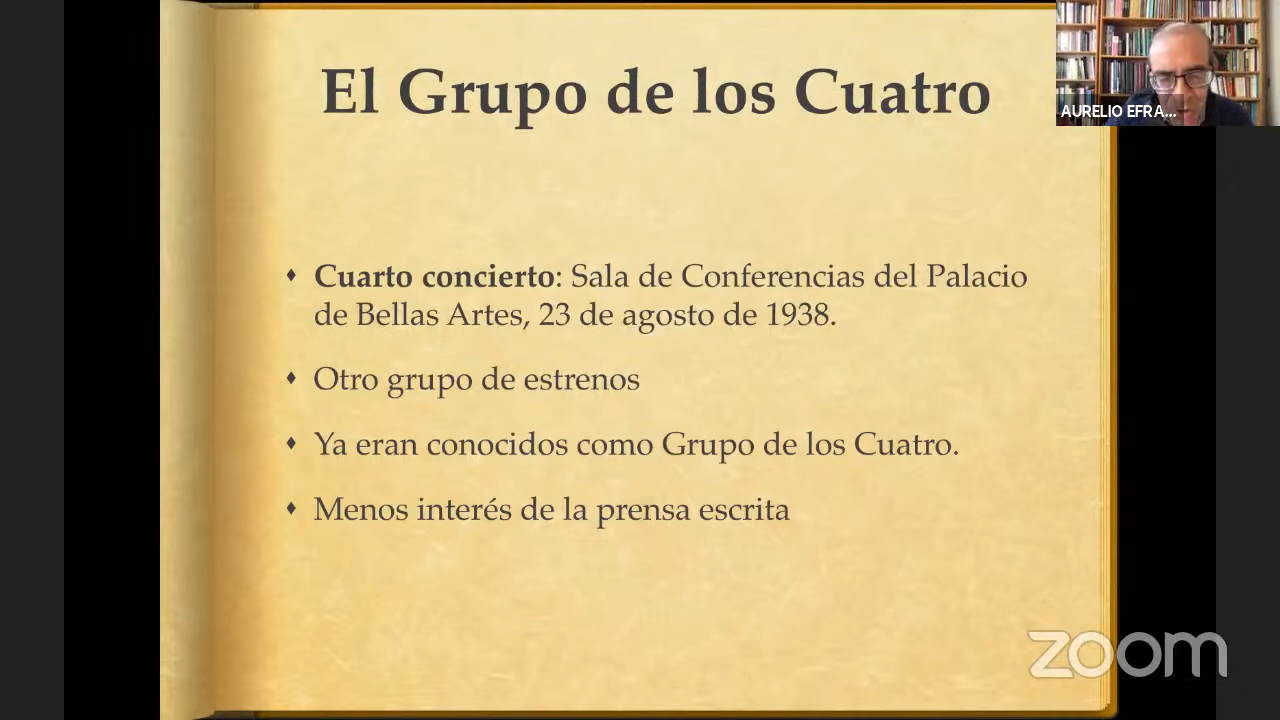 El Grupo de los Cuatro
AURELIO EFRA...
Cuarto concierto: Sala de Conferencias del Palacio
de Bellas Artes, 23 de agosto de 1938.
Otro grupo de estrenos
Ya eran conocidos como Grupo de los Cuatro.
Menos interés de la prensa escrita
zoom